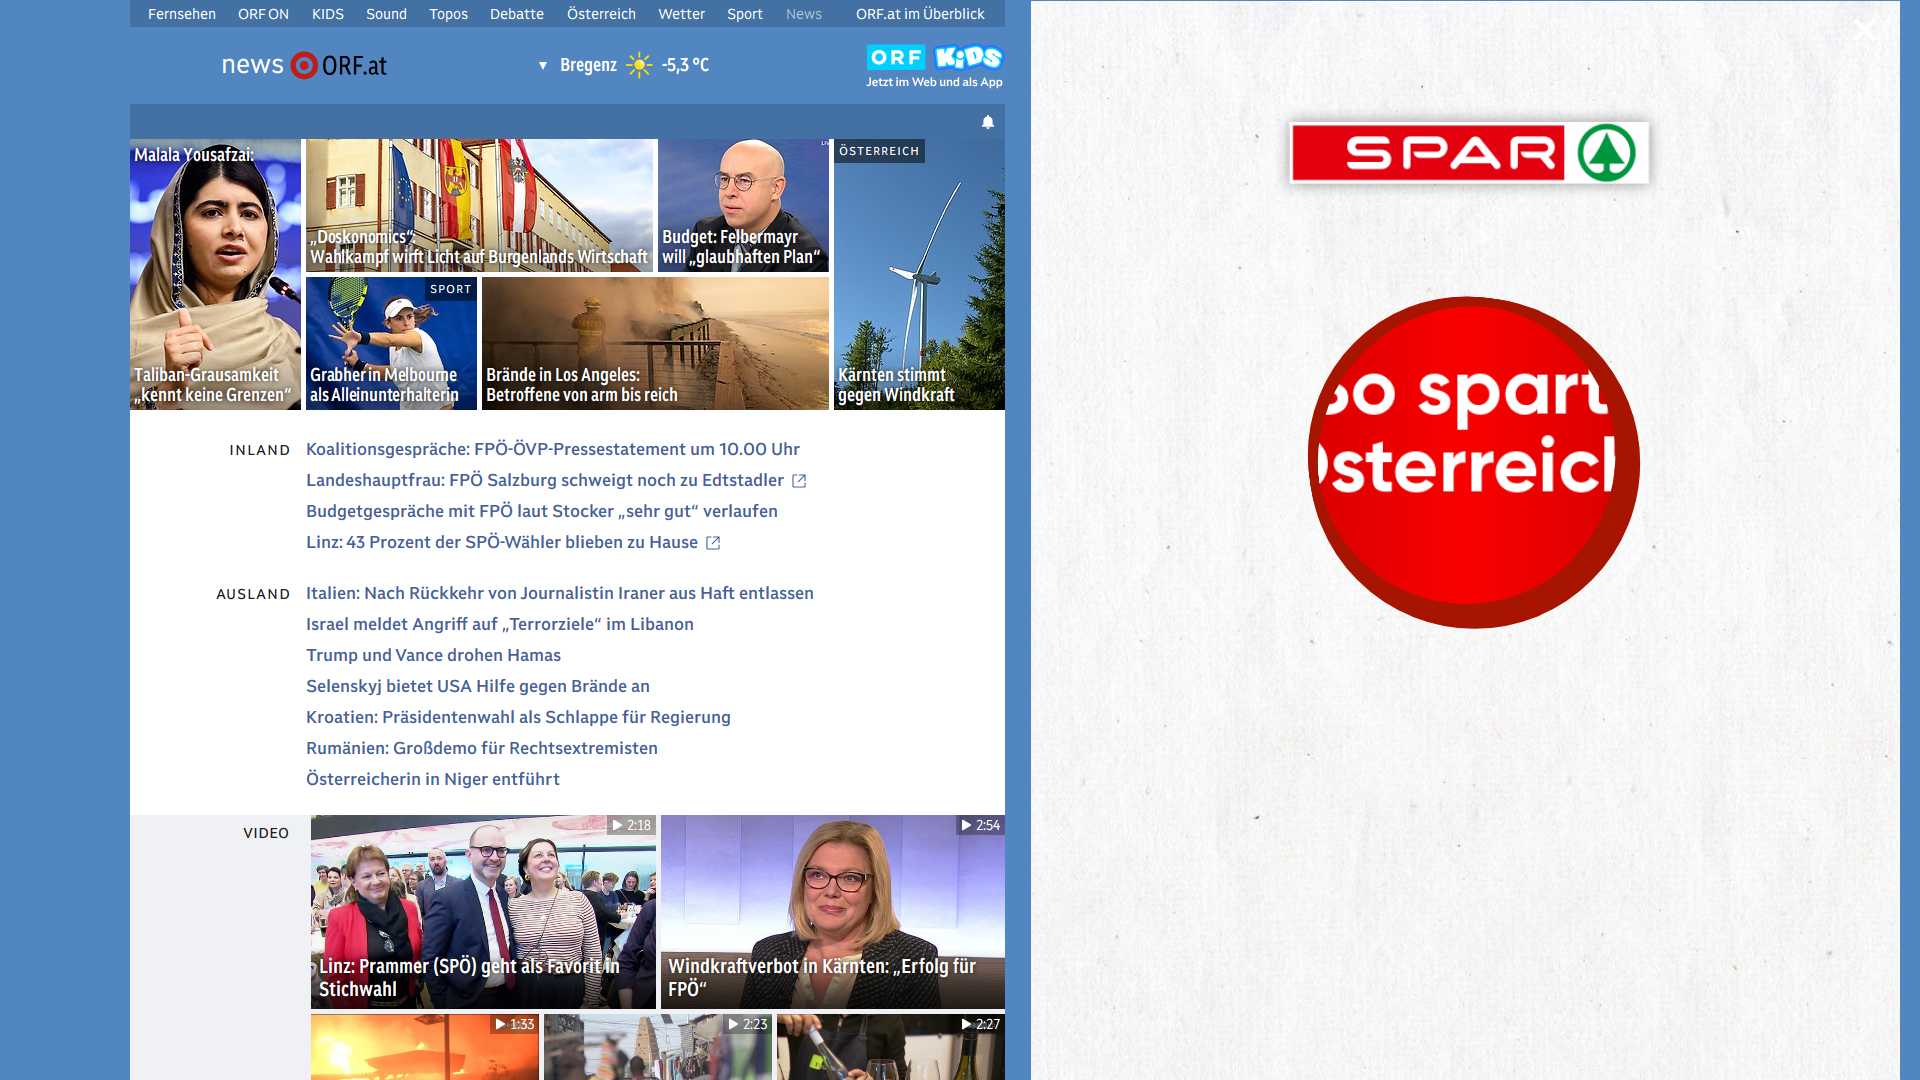 Fernsehen ORF ON KIDS Sound Topos Debatte Österreich Wetter Sport News ORF.at im Überblick
news ORF.at
▼ Bregenz -5,3 °C
ORF KiDS
Jetzt im Web und als App
Malala Yousafzai:
Taliban-Grausamkeit
„kennt keine Grenzen“
„Doskonomics“:
Wahlkampf wirft Licht auf Burgenlands Wirtschaft
Budget: Felbermayr
will „glaubhaften Plan“
ÖSTERREICH
Kärnten stimmt
gegen Windkraft
SPORT
Grabher in Melbourne
als Alleinunterhalterin
Brände in Los Angeles:
Betroffene von arm bis reich
INLAND
Koalitionsgespräche: FPÖ-ÖVP-Pressestatement um 10.00 Uhr
Landeshauptfrau: FPÖ Salzburg schweigt noch zu Edtstadler
Budgetgespräche mit FPÖ laut Stocker „sehr gut“ verlaufen
Linz: 43 Prozent der SPÖ-Wähler blieben zu Hause
AUSLAND
Italien: Nach Rückkehr von Journalistin Iraner aus Haft entlassen
Israel meldet Angriff auf „Terrorziele“ im Libanon
Trump und Vance drohen Hamas
Selenskyj bietet USA Hilfe gegen Brände an
Kroatien: Präsidentenwahl als Schlappe für Regierung
Rumänien: Großdemo für Rechtsextremisten
Österreicherin in Niger entführt
VIDEO
2:18
Linz: Prammer (SPÖ) geht als Favorit in
Stichwahl
2:54
Windkraftverbot in Kärnten: „Erfolg für
FPÖ“
1:33
2:23
2:27
SPAR
So spart
Österreich